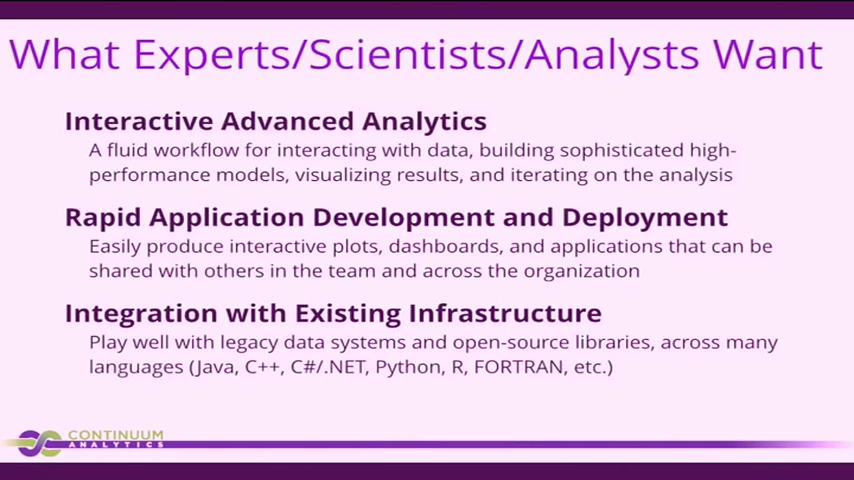 What Experts/Scientists/Analysts Want
Interactive Advanced Analytics
A fluid workflow for interacting with data, building sophisticated high-
performance models, visualizing results, and iterating on the analysis
Rapid Application Development and Deployment
Easily produce interactive plots, dashboards, and applications that can be
shared with others in the team and across the organization
Integration with Existing Infrastructure
Play well with legacy data systems and open-source libraries, across many
languages (Java, C++, C#/.NET, Python, R, FORTRAN, etc.)
CONTINUUM
ANALYTICS